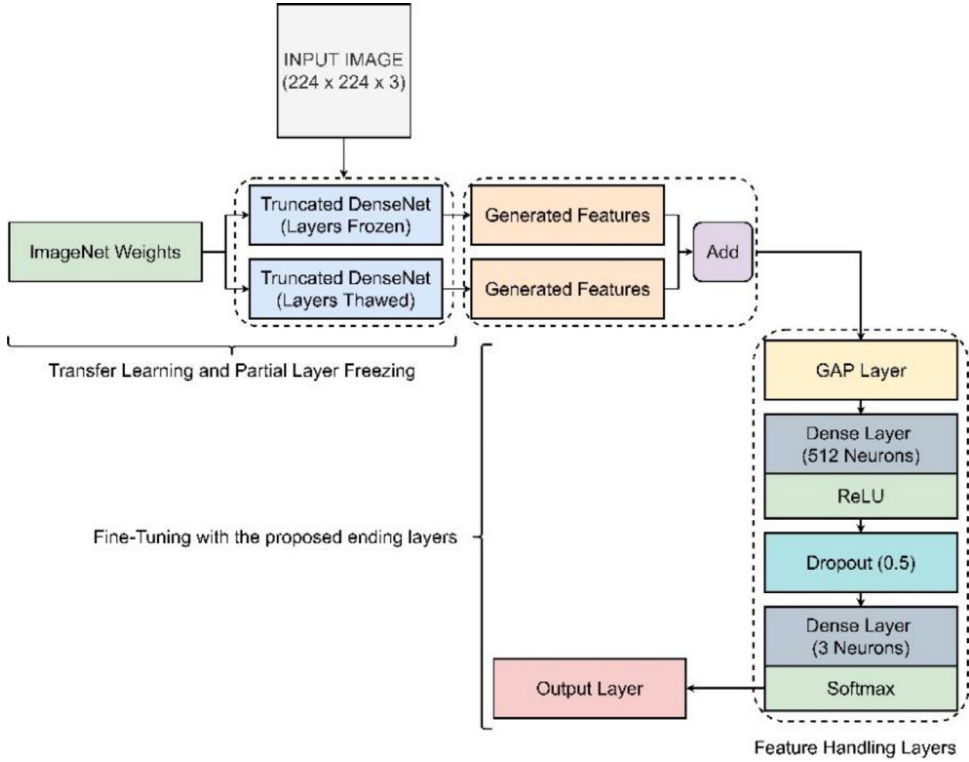 INPUT IMAGE
(224 x 224 x 3)
ImageNet Weights
Truncated DenseNet
(Layers Frozen)
Generated Features
Truncated DenseNet
(Layers Thawed)
Generated Features
Add
Transfer Learning and Partial Layer Freezing
GAP Layer
Dense Layer
(512 Neurons)
ReLU
Fine-Tuning with the proposed ending layers
Dropout (0.5)
Dense Layer
(3 Neurons)
Softmax
Output Layer
Feature Handling Layers